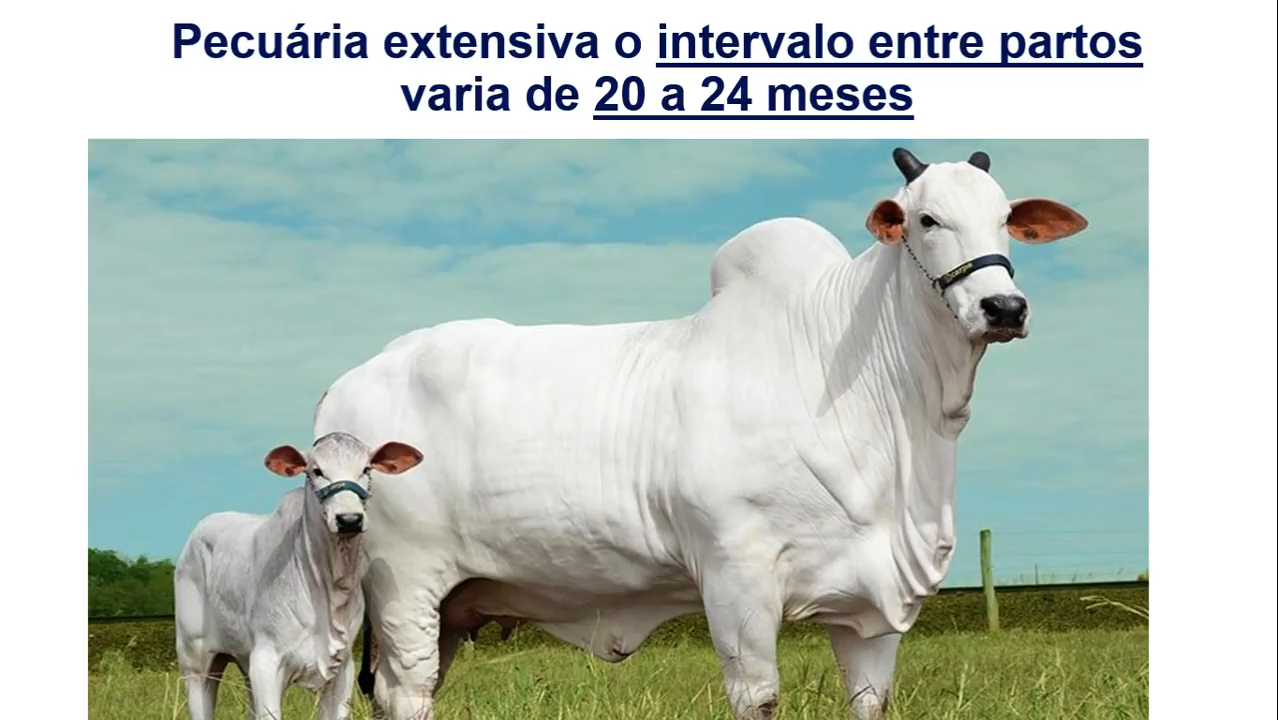 Pecuária extensiva o intervalo entre partos
varia de 20 a 24 meses